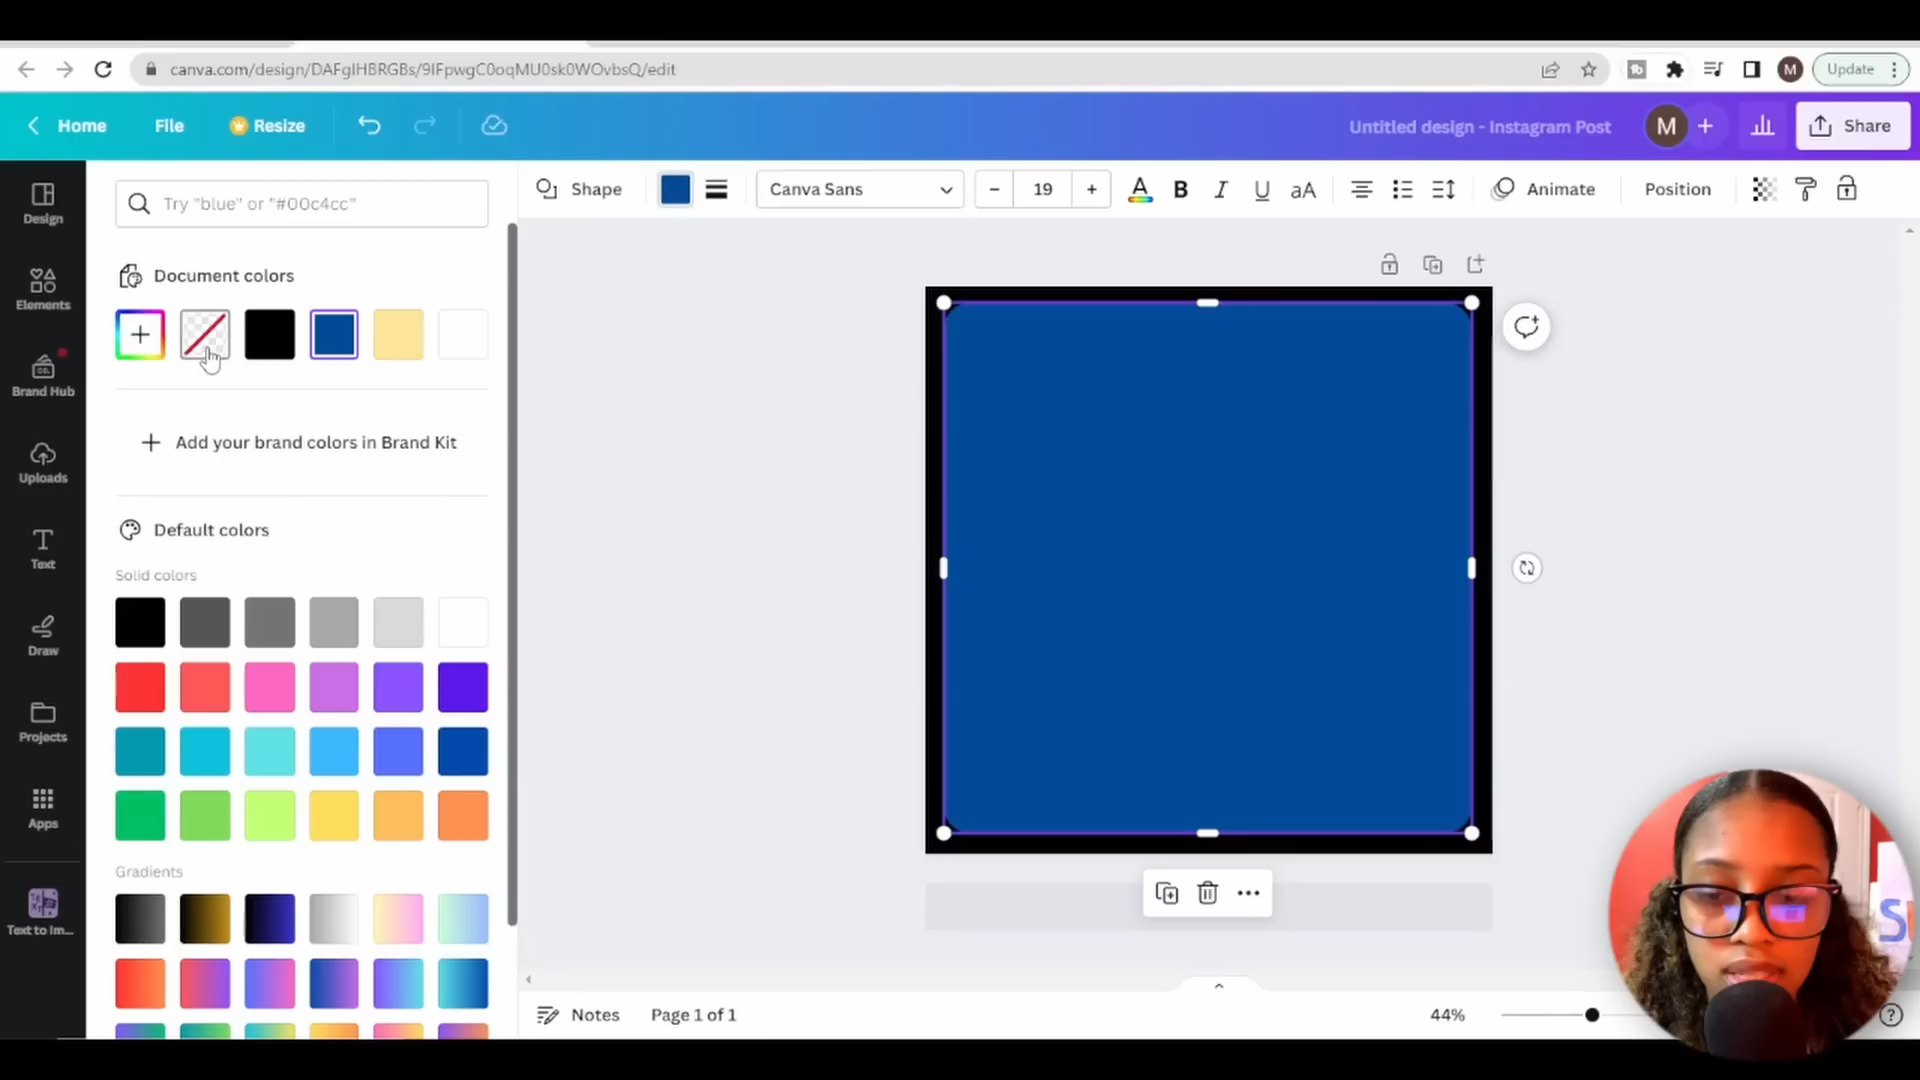 canva.com/design/DAFglHBRGBs/9IFpwgC0oqMU0sk0WOvbsQ/edit
M
Update
Home
File
Resize
Untitled design - Instagram Post
M
Share
Design
Elements
Brand Hub
Uploads
Text
Draw
Projects
Apps
Text to Im...
Try "blue" or "#00c4cc"
Document colors
Add your brand colors in Brand Kit
Default colors
Solid colors
Gradients
Shape
Canva Sans
19
A
B
I
U
aA
Animate
Position
Notes
Page 1 of 1
44%